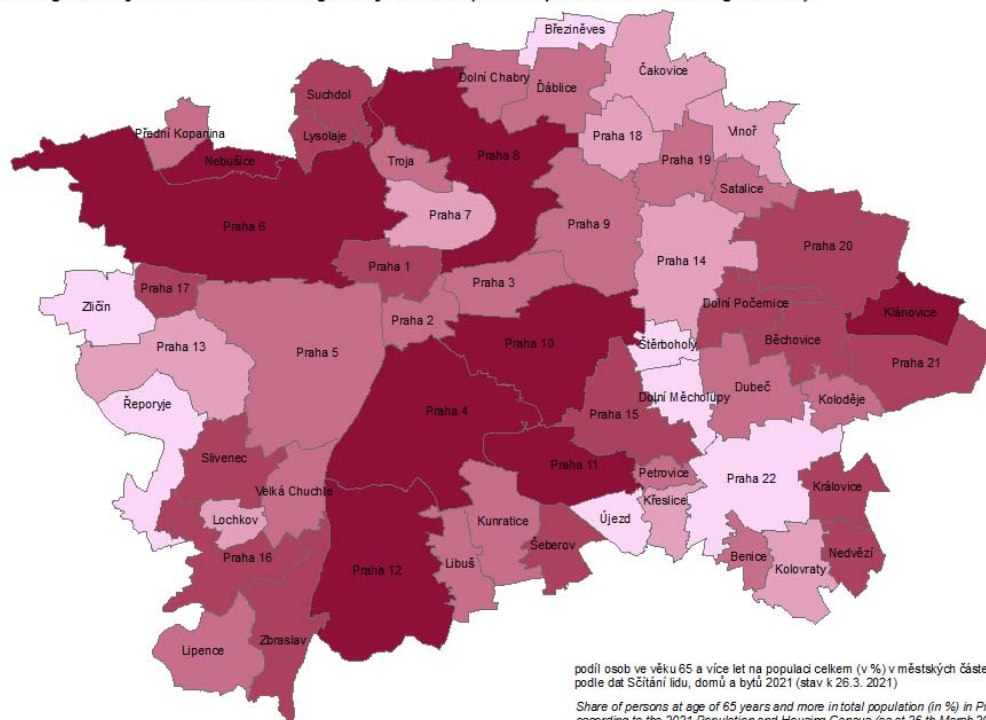 Březiněves
Dolní Chabry
Ďáblice
Čakovice
Suchdol
Přední Kopanina
Lysolaje
Praha 18
Vinoř
Nebušice
Praha 8
Troja
Praha 19
Satalice
Praha 7
Praha 6
Praha 9
Praha 20
Praha 1
Praha 14
Praha 17
Praha 3
Zličín
Dolní Počernice
Klánovice
Praha 2
Praha 13
Praha 5
Praha 10
Štěrboholy
Běchovice
Praha 21
Řeporyje
Praha 4
Praha 15
Dolní Měcholupy
Dubeč
Koloděje
Slivenec
Praha 11
Petrovice
Praha 22
Královice
Velká Chuchle
Křeslice
Lochkov
Kunratice
Újezd
Šeberov
Praha 16
Praha 12
Libuš
Benice
Kolovraty
Nedvězí
Lipence
Zbraslav
podíl osob ve věku 65 a více let na populaci celkem (v %) v městských částe
podle dat Sčítání lidu, domů a bytů 2021 (stav k 26.3. 2021)
Share of persons at age of 65 years and more in total population (in %) in Pr